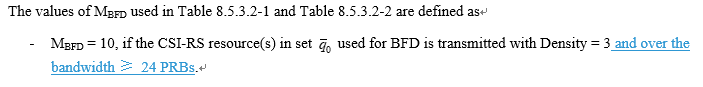 The values of MBFD used in Table 8.5.3.2-1 and Table 8.5.3.2-2 are defined as↵
- MBFD = 10, if the CSI-RS resource(s) in set q̄0 used for BFD is transmitted with Density = 3 and over the
bandwidth ≥ 24 PRBs.↵